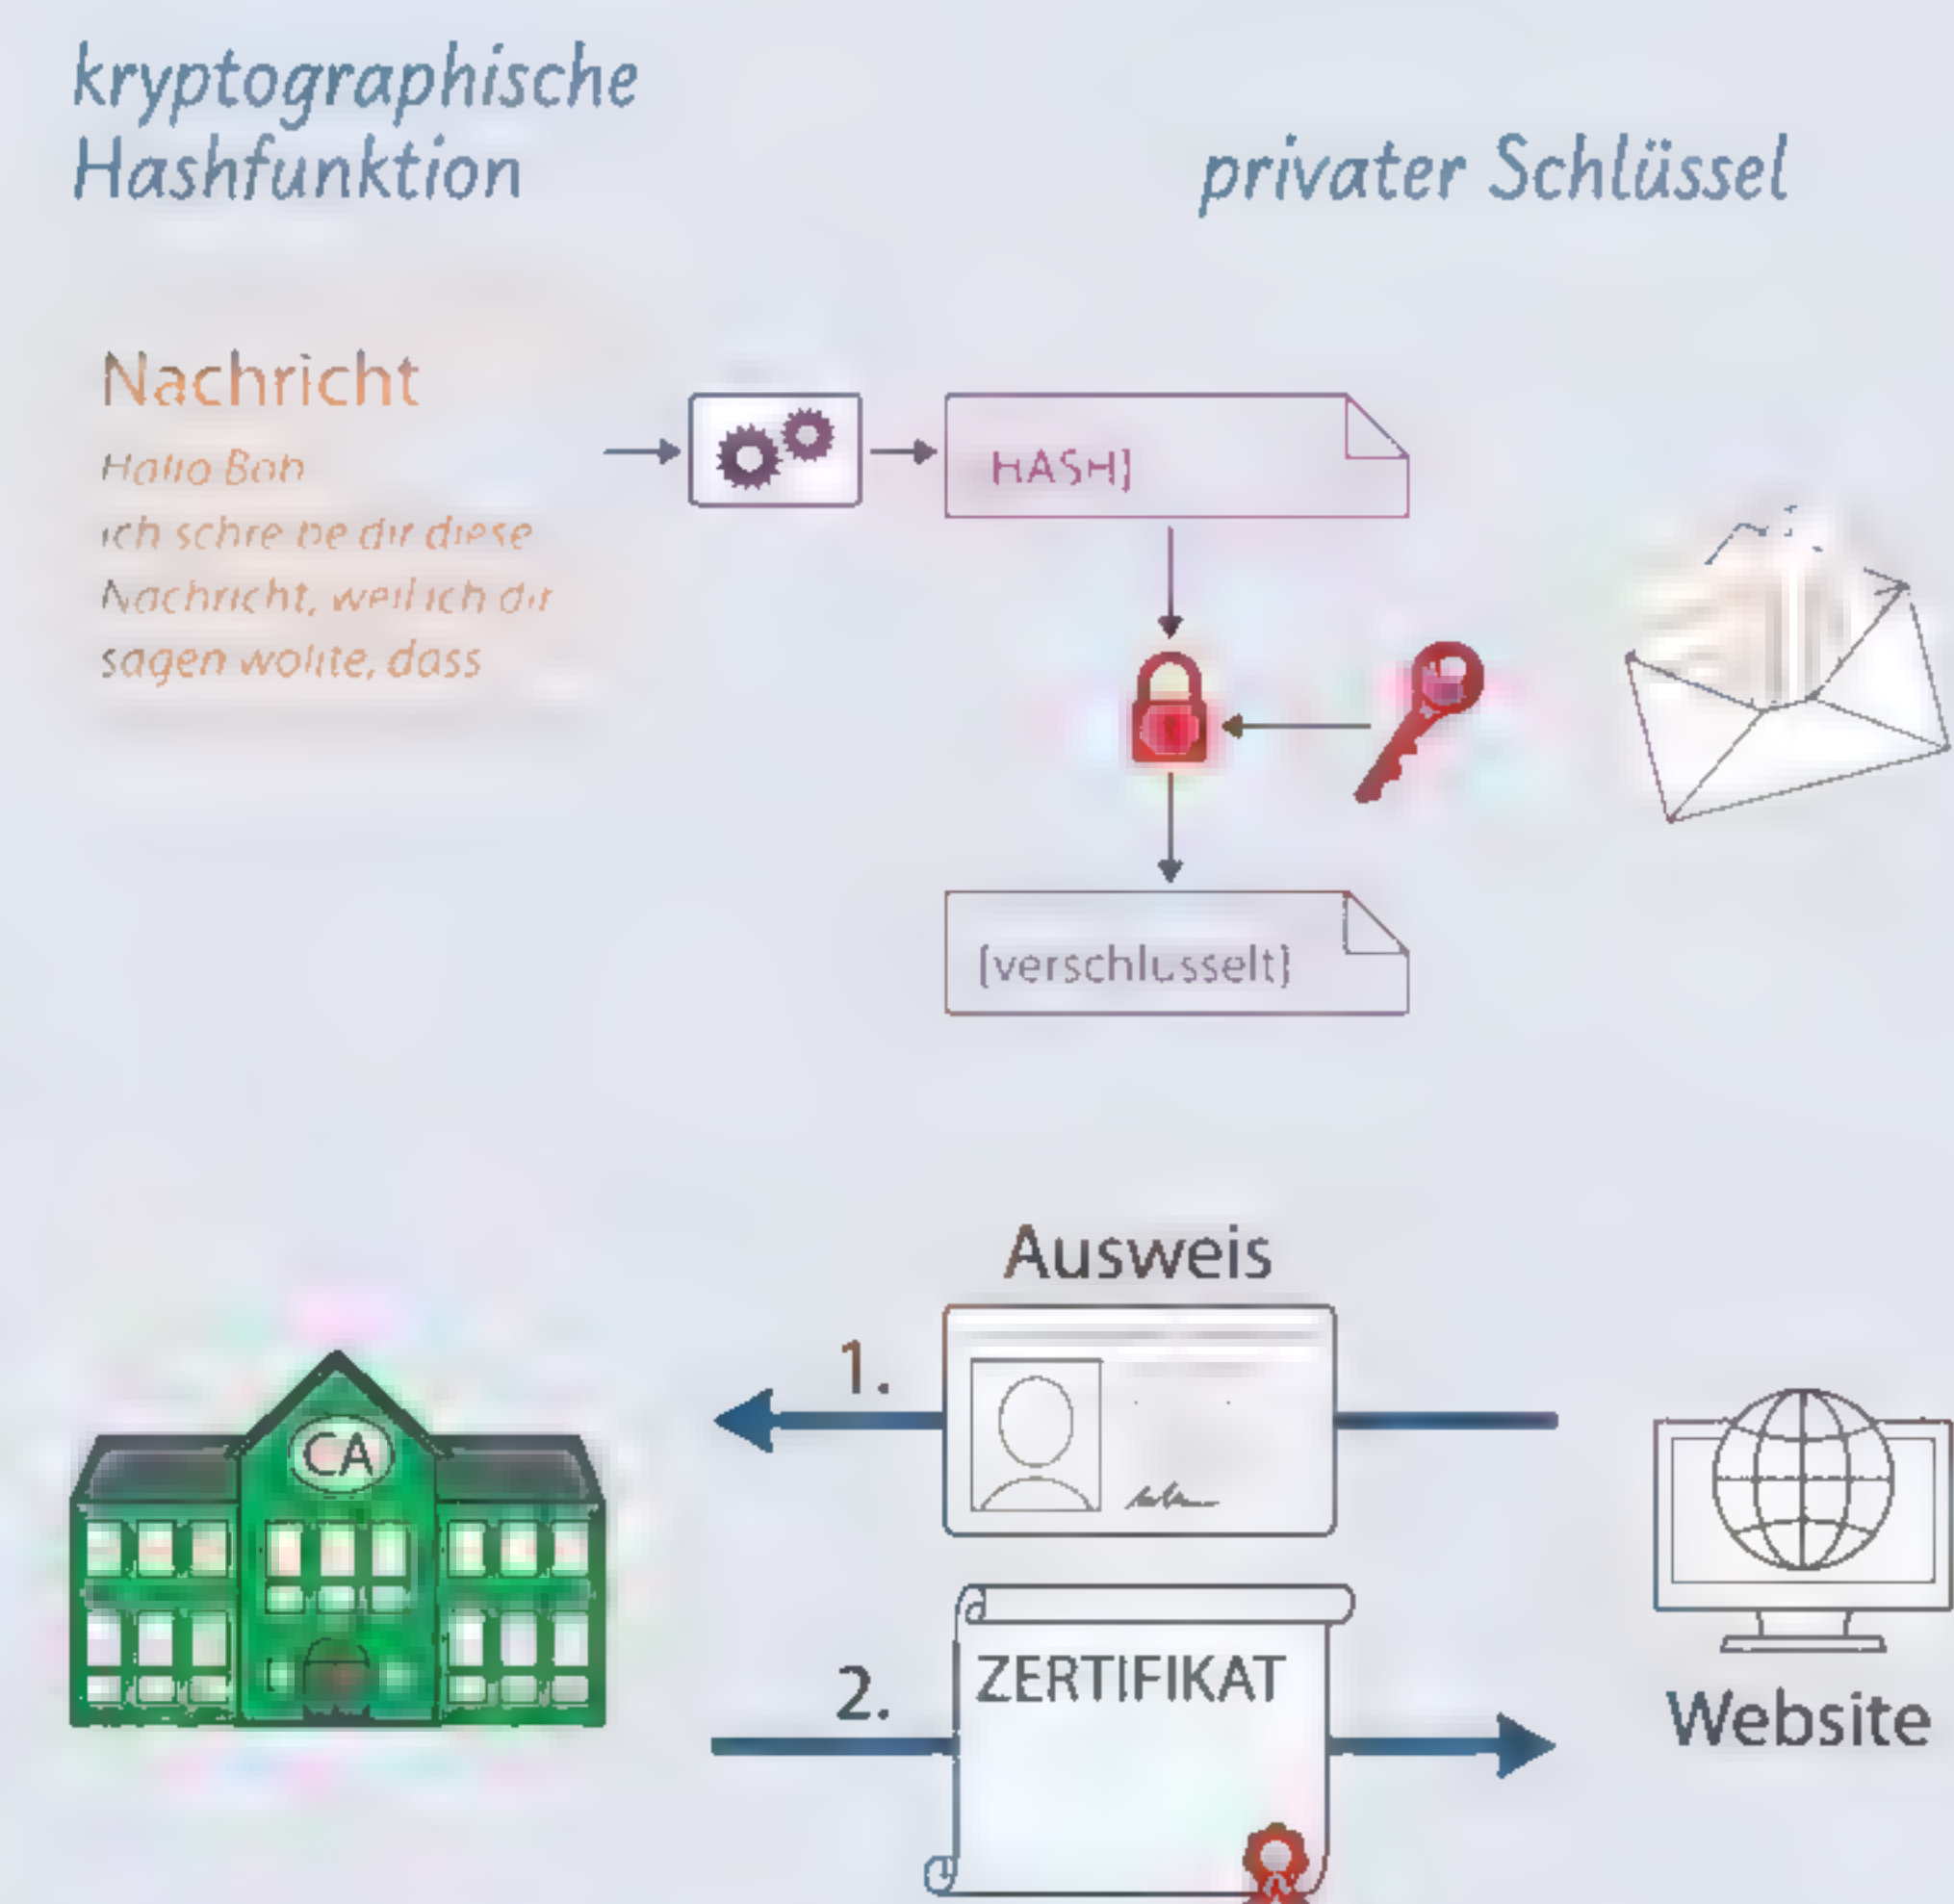 kryptographische
Hashfunktion
privater Schlüssel
Nachricht
Hallo Bob
ich schreibe dir diese
Nachricht, weil ich dir
sagen wollte, dass
HASH]
[verschlüsselt]
Ausweis
1.
CA
2.
ZERTIFIKAT
Website